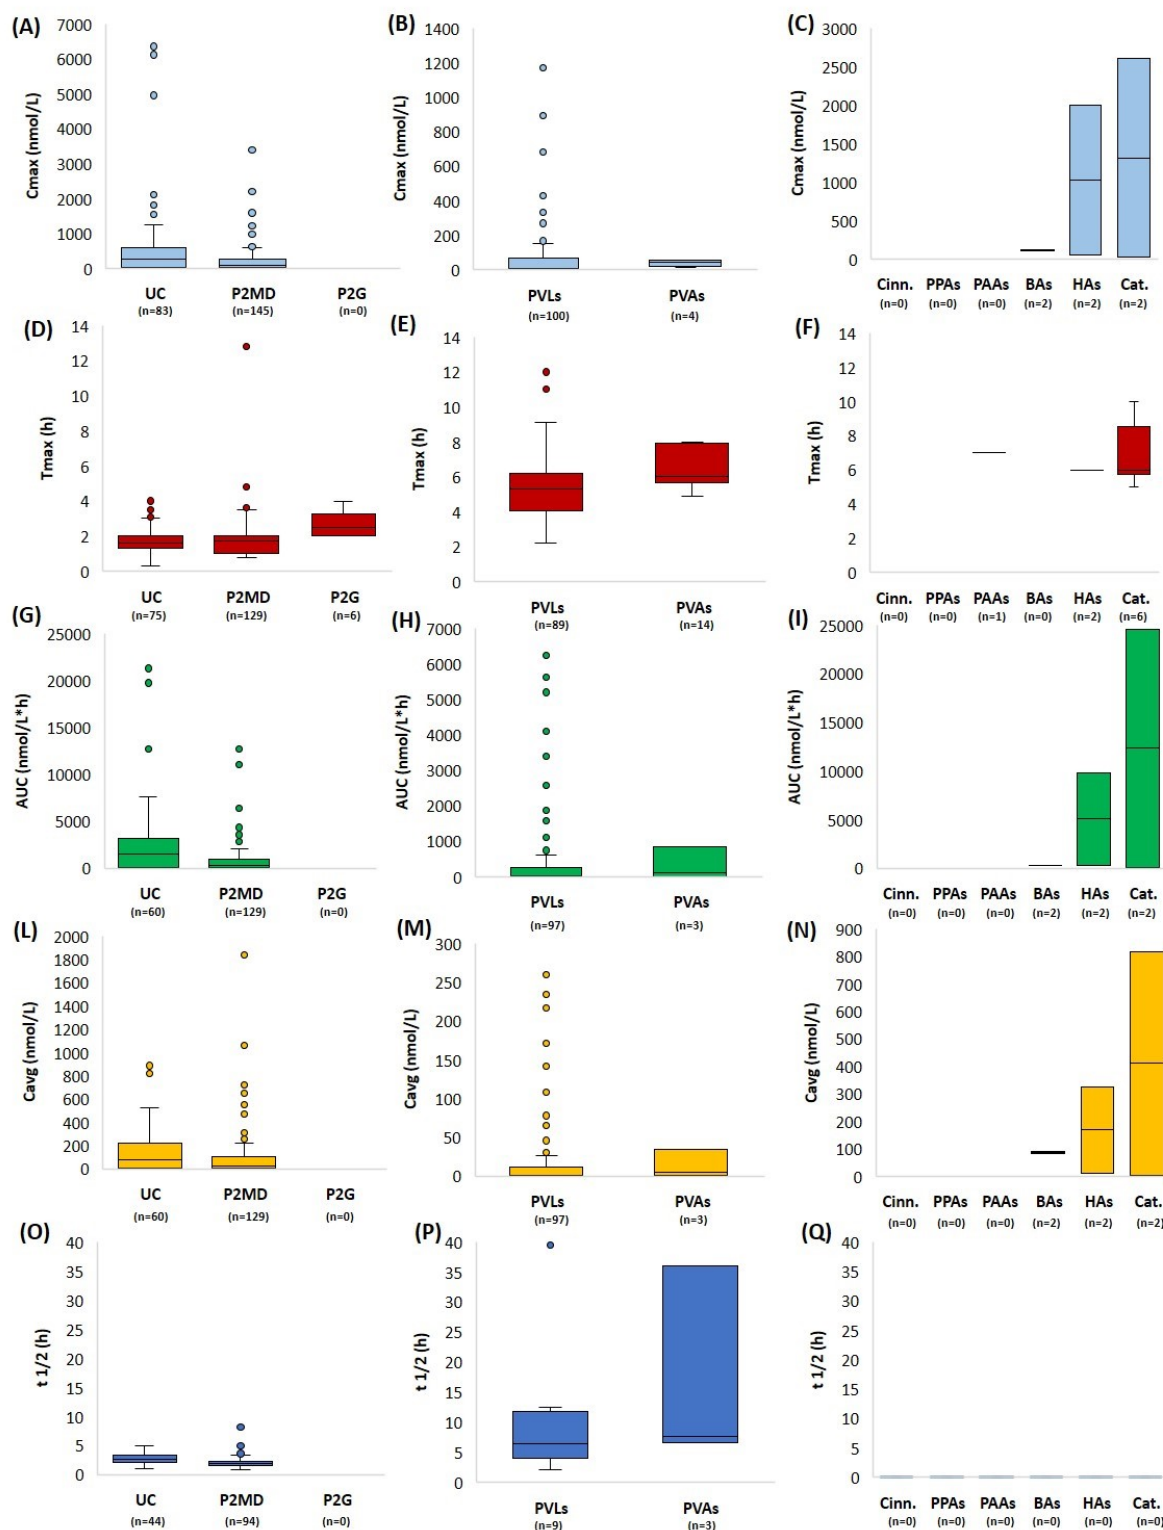 (A)
7000
6000
5000
4000
3000
2000
1000
0
Cmax (nmol/L)
UC P2MD P2G
(n=83) (n=145) (n=0)
(B)
1400
1200
1000
800
600
400
200
0
Cmax (nmol/L)
PVLs PVAs
(n=100) (n=4)
(C)
3000
2500
2000
1500
1000
500
0
Cmax (nmol/L)
Cinn. PPAs PAAs BAs HAs Cat.
(n=0) (n=0) (n=0) (n=2) (n=2) (n=2)
(D)
14
12
10
8
6
4
2
0
Tmax (h)
UC P2MD P2G
(n=75) (n=129) (n=6)
(E)
14
12
10
8
6
4
2
0
Tmax (h)
PVLs PVAs
(n=89) (n=14)
(F)
14
12
10
8
6
4
2
0
Tmax (h)
Cinn. PPAs PAAs BAs HAs Cat.
(n=0) (n=0) (n=1) (n=0) (n=2) (n=6)
(G)
25000
20000
15000
10000
5000
0
AUC (nmol/L*h)
UC P2MD P2G
(n=60) (n=129) (n=0)
(H)
7000
6000
5000
4000
3000
2000
1000
0
AUC (nmol/L*h)
PVLs PVAs
(n=97) (n=3)
(I)
25000
20000
15000
10000
5000
0
AUC (nmol/L*h)
Cinn. PPAs PAAs BAs HAs Cat.
(n=0) (n=0) (n=0) (n=2) (n=2) (n=2)
(L)
2000
1800
1600
1400
1200
1000
800
600
400
200
0
Cavg (nmol/L)
UC P2MD P2G
(n=60) (n=129) (n=0)
(M)
300
250
200
150
100
50
0
Cavg (nmol/L)
PVLs PVAs
(n=97) (n=3)
(N)
900
800
700
600
500
400
300
200
100
0
Cavg (nmol/L)
Cinn. PPAs PAAs BAs HAs Cat.
(n=0) (n=0) (n=0) (n=2) (n=2) (n=2)
(O)
40
35
30
25
20
15
10
5
0
t 1/2 (h)
UC P2MD P2G
(n=44) (n=94) (n=0)
(P)
40
35
30
25
20
15
10
5
0
t 1/2 (h)
PVLs PVAs
(n=9) (n=3)
(Q)
40
35
30
25
20
15
10
5
0
t 1/2 (h)
Cinn. PPAs PAAs BAs HAs Cat.
(n=0) (n=0) (n=0) (n=0) (n=0) (n=0)